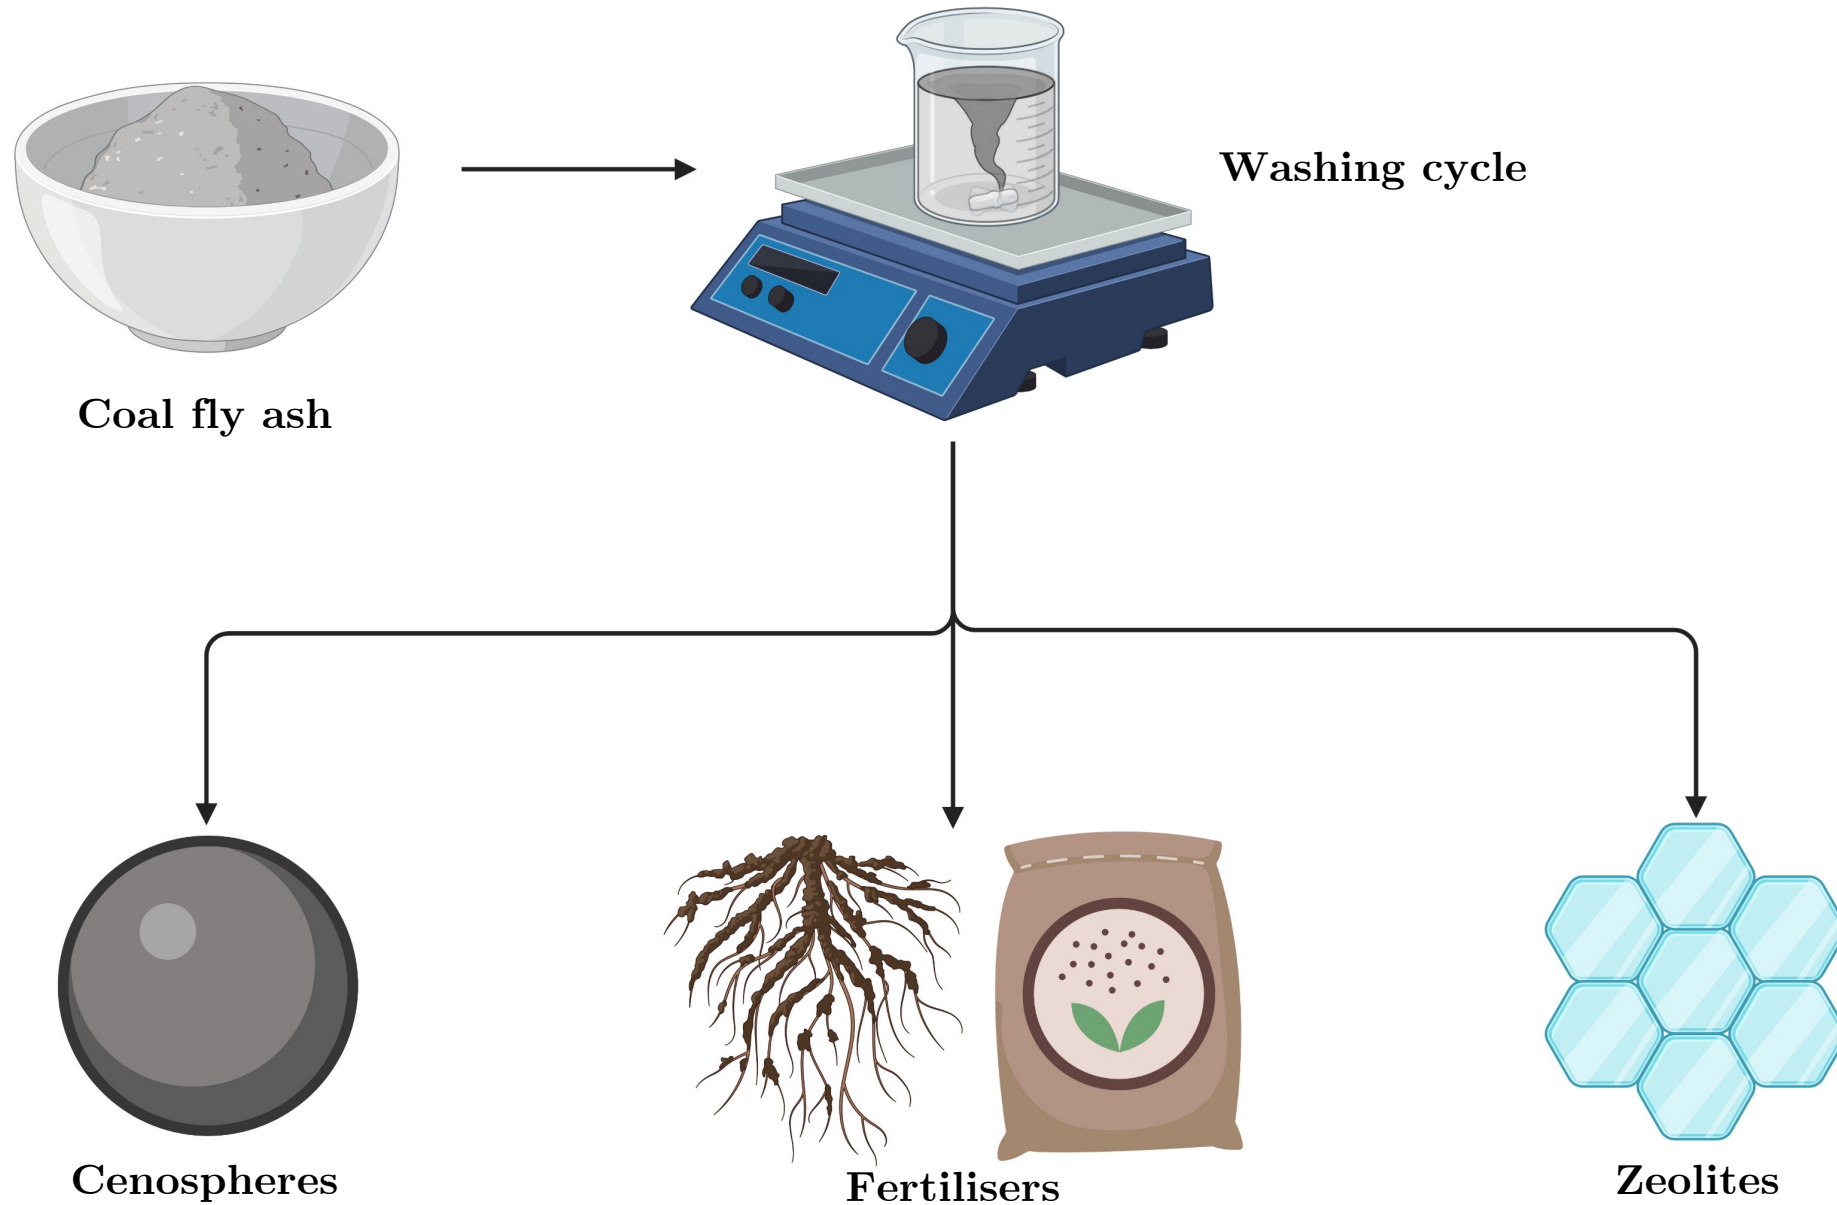 Washing cycle
Coal fly ash
Cenospheres
Fertilisers
Zeolites